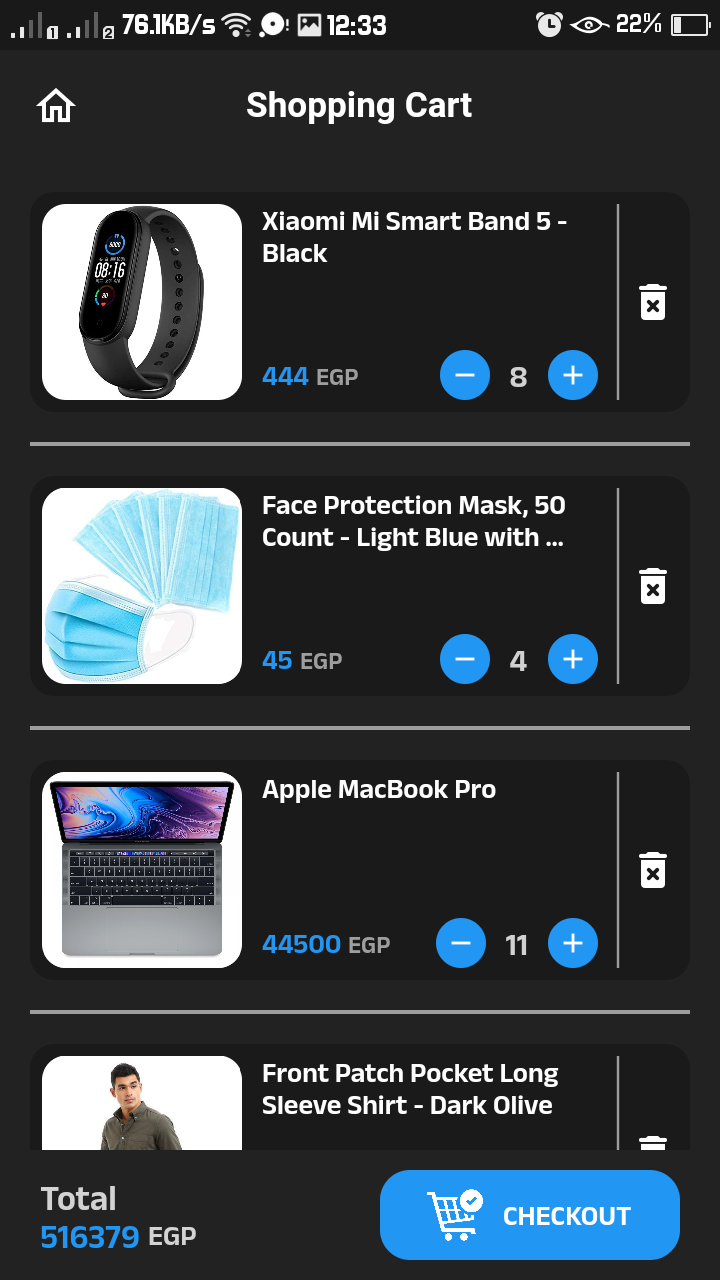 76.1KB/s 12:33 22%
Shopping Cart
Xiaomi Mi Smart Band 5 -
Black
08:16
444 EGP 8
Face Protection Mask, 50
Count - Light Blue with ...
45 EGP 4
Apple MacBook Pro
44500 EGP 11
Front Patch Pocket Long
Sleeve Shirt - Dark Olive
Total
516379 EGP
CHECKOUT